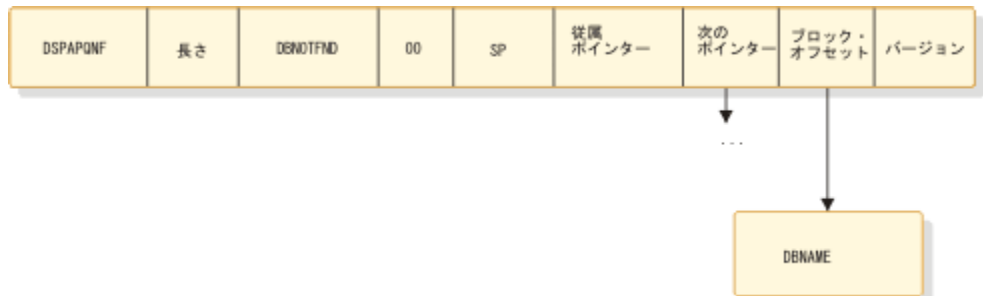 DSPAPQNF
長さ
DBNOTFND
00
SP
従属
ポインター
次の
ポインター
ブロック・
オフセット
バージョン
...
DBNAME